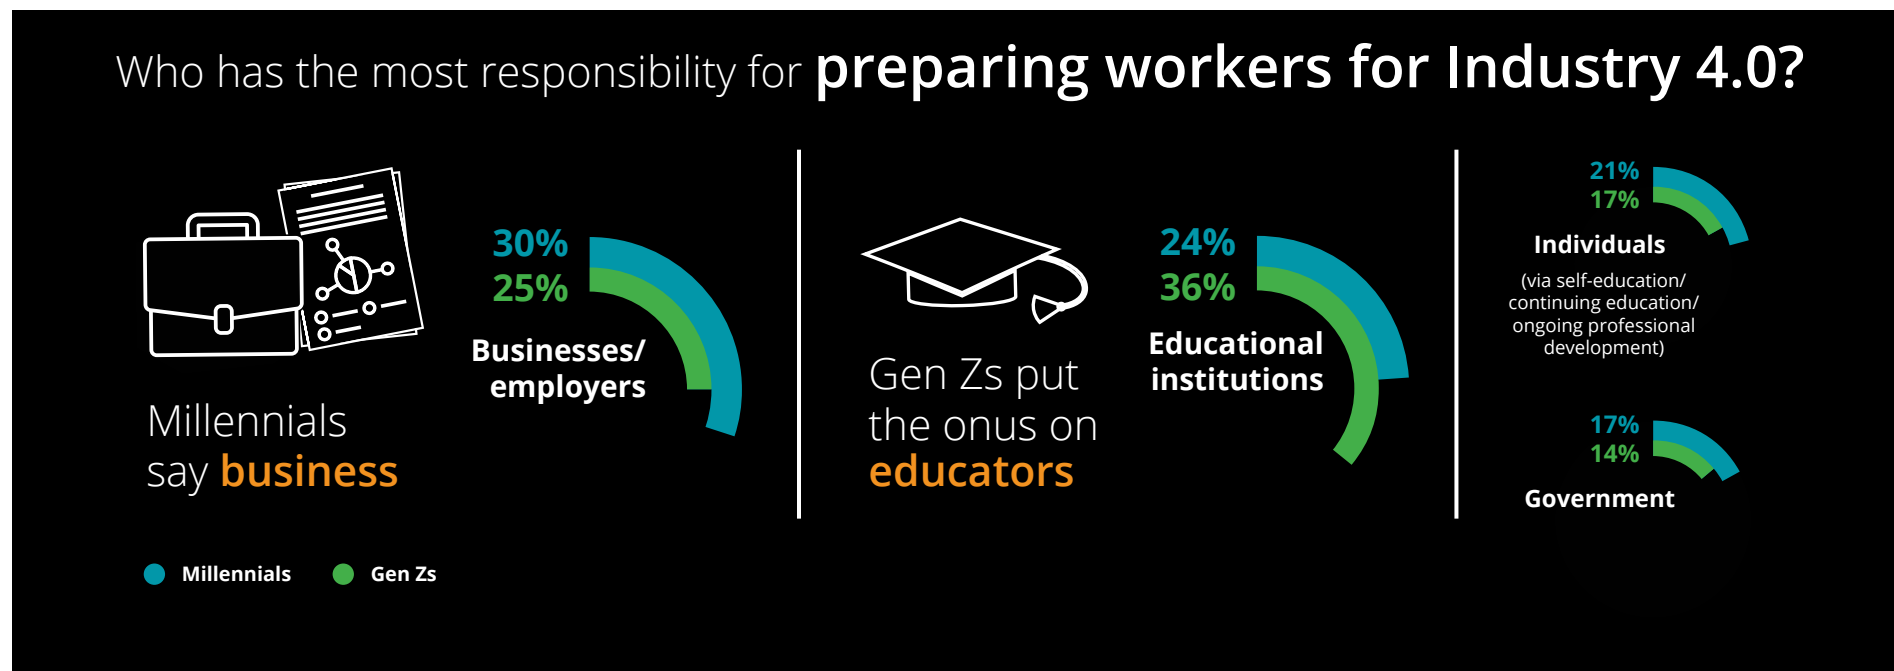 Who has the most responsibility for preparing workers for Industry 4.0?
30%
25%
Businesses/
employers
Millennials
say business
24%
36%
Educational
institutions
Gen Zs put
the onus on
educators
21%
17%
Individuals
(via self-education/
continuing education/
ongoing professional
development)
17%
14%
Government
Millennials
Gen Zs